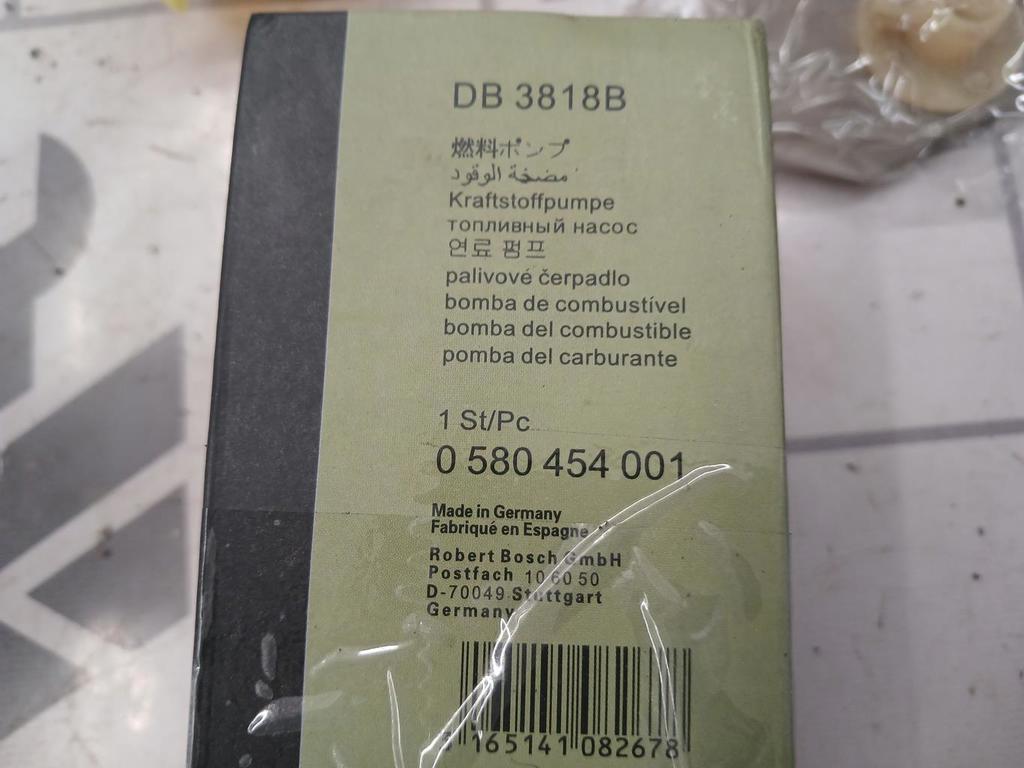 DB 3818B
燃料ポンプ
مضخة الوقود
Kraftstoffpumpe
топливный насос
연료 펌프
palivové čerpadlo
bomba de combustível
bomba del combustible
pomba del carburante
1 St/Pc
0 580 454 001
Made in Germany
Fabriqué en Espagne
Robert Bosch GmbH
Postfach 10 60 50
D-70049 Stuttgart
Germany
165141 082678